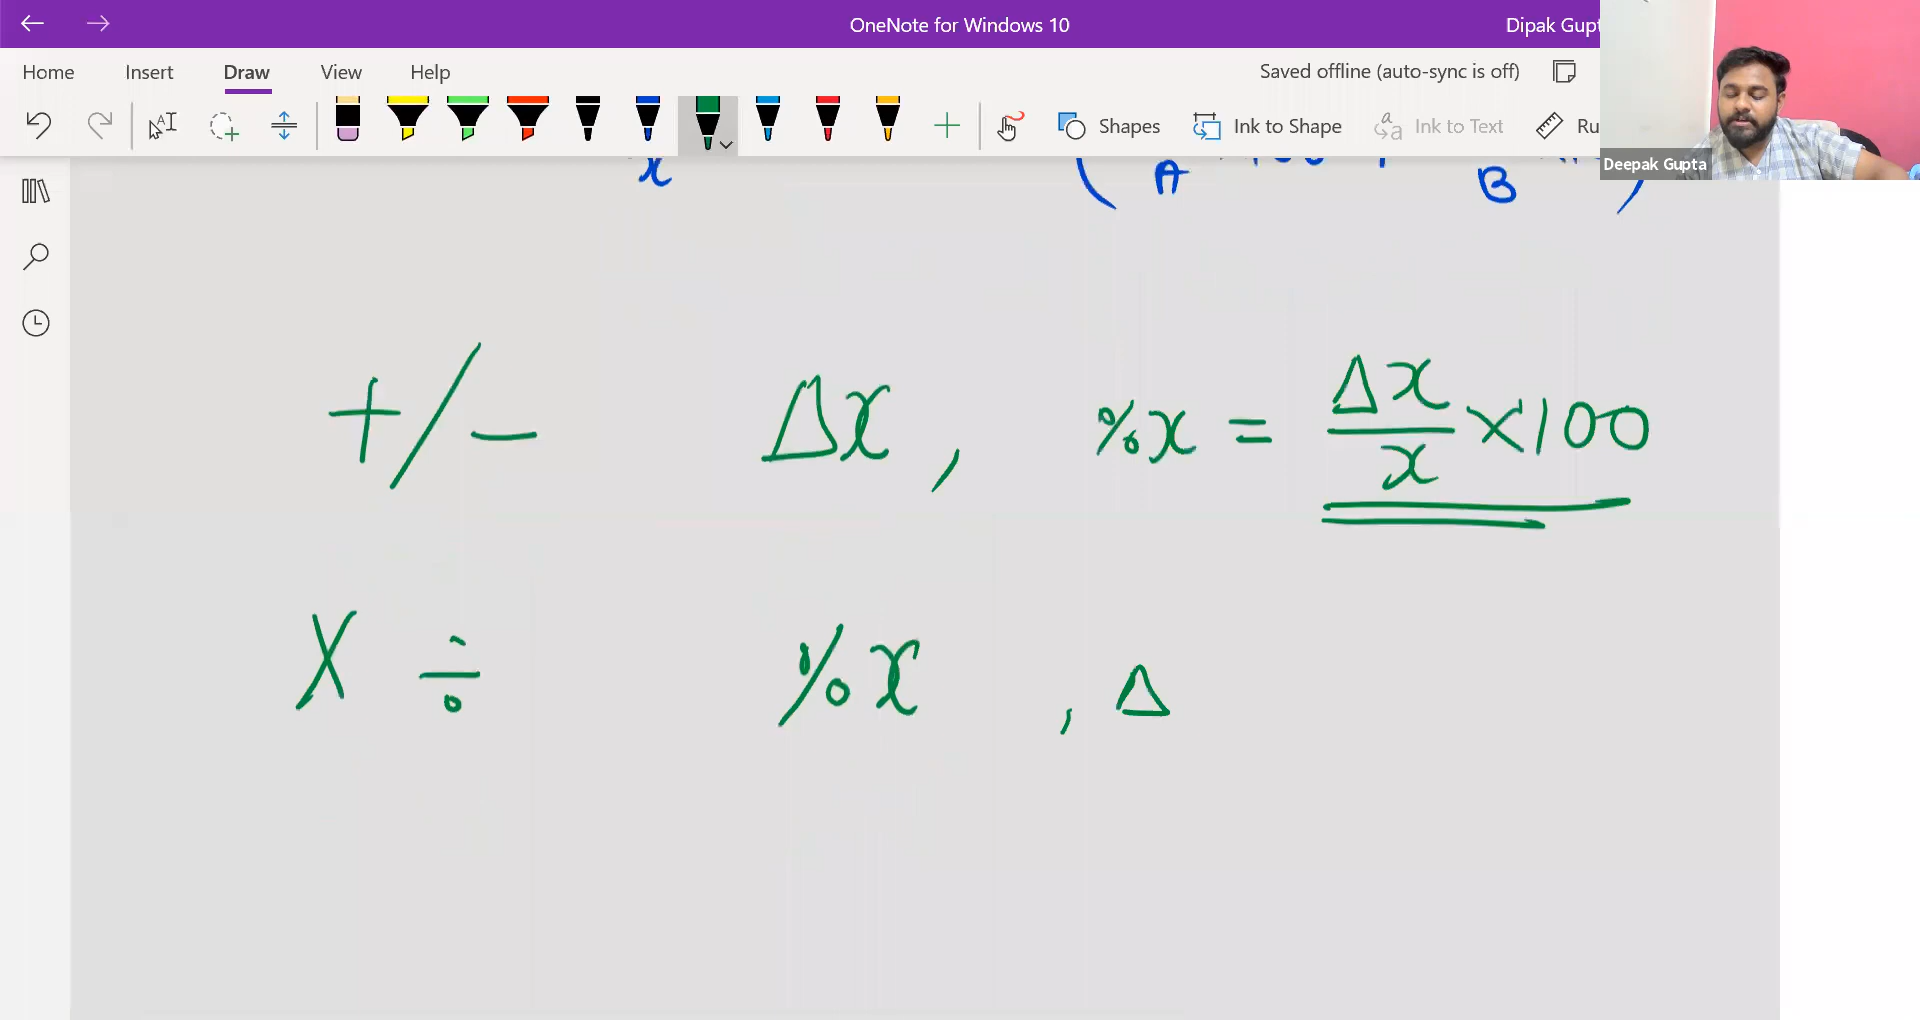 OneNote for Windows 10
Dipak Gupt
Home Insert Draw View Help
Saved offline (auto-sync is off)
Shapes Ink to Shape Ink to Text Ru
Deepak Gupta
x
A
B
+/− Δx , %x = Δx/x ×100
X ÷ %x , Δ